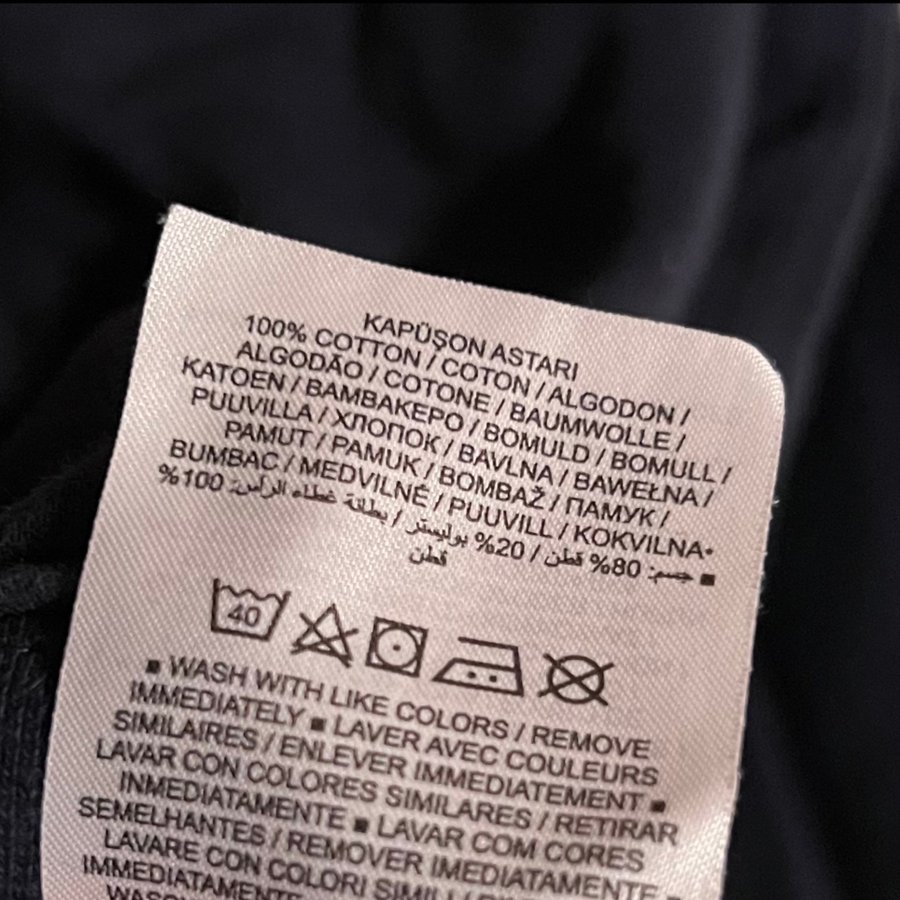 KAPÜŞON ASTARI
100% COTTON / COTON / ALGODON /
ALGODÃO / COTONE / BAUMWOLLE /
KATOEN / BAMBAKEPO / BOMULD / BOMULL /
PUUVILLA / ХЛОПОК / BAVLNA / BAWEŁNA /
PAMUT / PAMUK / BOMBAŽ / ПАМУК /
BUMBAC / MEDVILNĖ / PUUVILL / KOKVILNA•
■ جسم: 80% قطن / 20% بوليستر / بطانة غطاء الرأس: 100%
قطن
40
■ WASH WITH LIKE COLORS / REMOVE
IMMEDIATELY ■ LAVER AVEC COULEURS
SIMILAIRES / ENLEVER IMMEDIATEMENT ■
LAVAR CON COLORES SIMILARES / RETIRAR
INMEDIATAMENTE ■ LAVAR COM CORES
SEMELHANTES / REMOVER IMEDIATAMENTE ■
LAVARE CON COLORI SIMILI /
IMMEDIATAMENTE